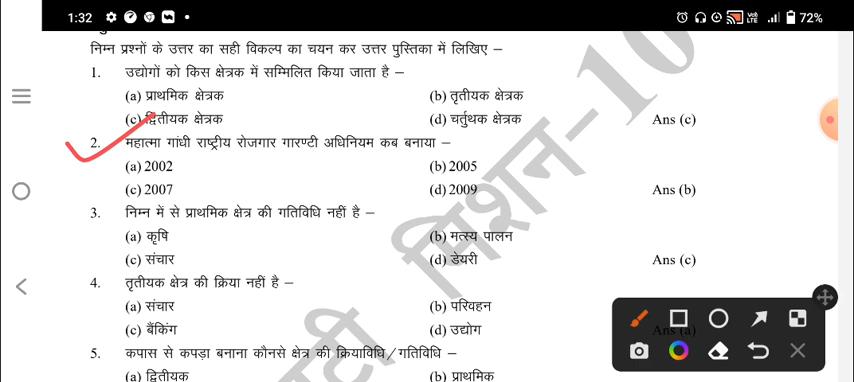 1:32
72%
निम्न प्रश्नों के उत्तर का सही विकल्प का चयन कर उत्तर पुस्तिका में लिखिए –
1. उद्योगों को किस क्षेत्रक में सम्मिलित किया जाता है –
(a) प्राथमिक क्षेत्रक (b) तृतीयक क्षेत्रक
(c) द्वितीयक क्षेत्रक (d) चर्तुथक क्षेत्रक Ans (c)
2. महात्मा गांधी राष्ट्रीय रोजगार गारण्टी अधिनियम कब बनाया –
(a) 2002 (b) 2005
(c) 2007 (d) 2009 Ans (b)
3. निम्न में से प्राथमिक क्षेत्र की गतिविधि नहीं है –
(a) कृषि (b) मत्स्य पालन
(c) संचार (d) डेयरी Ans (c)
4. तृतीयक क्षेत्र की क्रिया नहीं है –
(a) संचार (b) परिवहन
(c) बैंकिंग (d) उद्योग Ans (a)
5. कपास से कपड़ा बनाना कौनसे क्षेत्र की क्रियाविधि/गतिविधि –
(a) द्वितीयक (b) प्राथमिक
मिशन-10